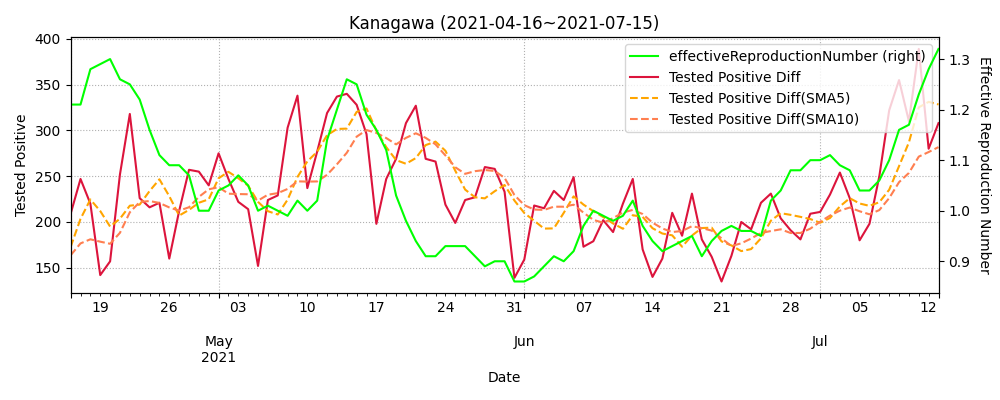 Kanagawa (2021-04-16~2021-07-15)
effectiveReproductionNumber (right)
Tested Positive Diff
Tested Positive Diff(SMA5)
Tested Positive Diff(SMA10)
Tested Positive
400
350
300
250
200
150
Effective Reproduction Number
1.3
1.2
1.1
1.0
0.9
19 26 03 10 17 24 31 07 14 21 28 05 12
May Jun Jul
2021
Date